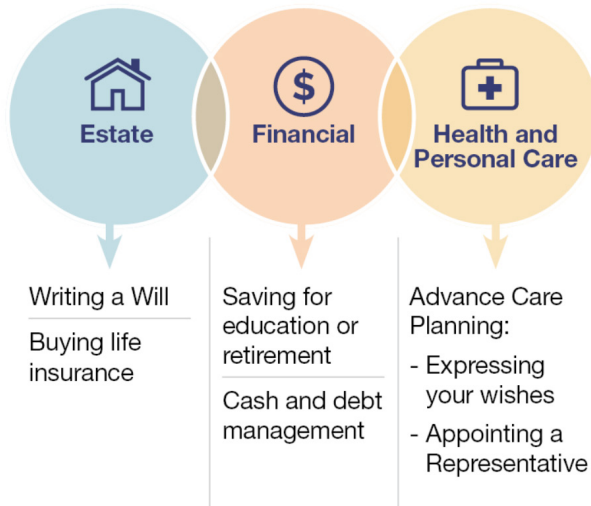 $
Estate
Financial
Health and
Personal Care
Writing a Will
Buying life
insurance
Saving for
education or
retirement
Cash and debt
management
Advance Care
Planning:
- Expressing
your wishes
- Appointing a
Representative